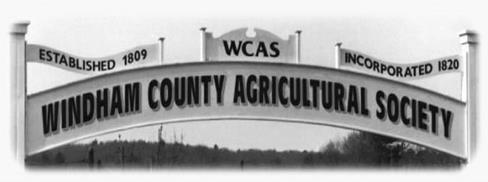 WCAS
ESTABLISHED 1809
INCORPORATED 1820
WINDHAM COUNTY AGRICULTURAL SOCIETY